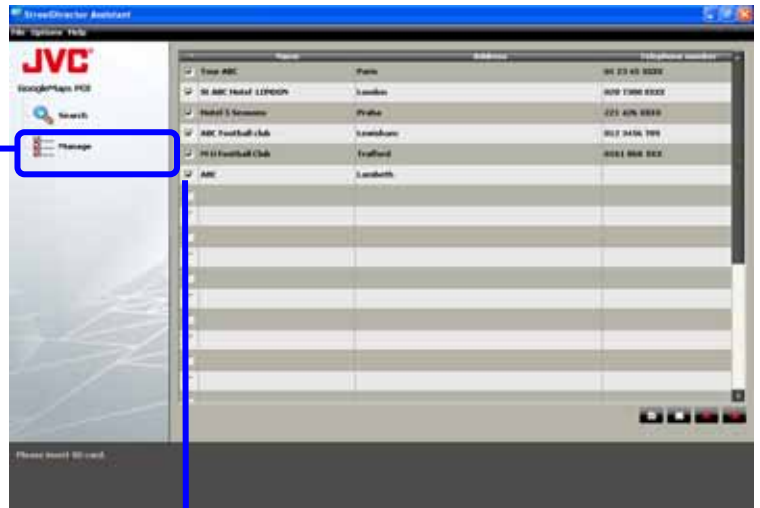 StreetDirector Assistant
File Options Help
JVC
GoogleMaps POI
Search
Manage
Name Address Telephone number
Tour ABC Paris
St ABC Hotel LONDON London
Hotel 5 Seasons Praha
ABC Football club Lewisham
M U Football Club Trafford
ABC Lambeth
Please insert SD card.